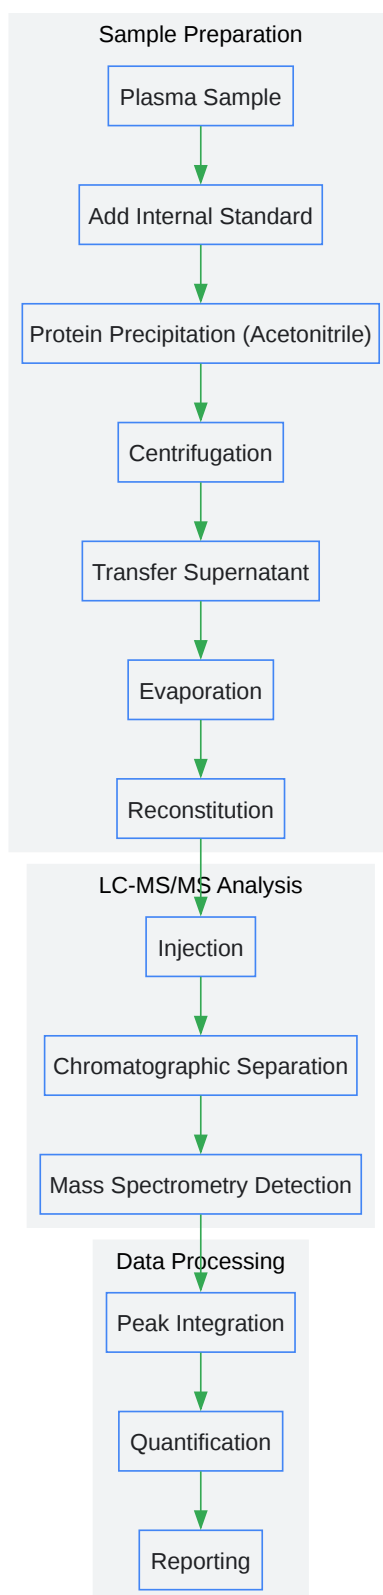 Sample Preparation
Plasma Sample
Add Internal Standard
Protein Precipitation (Acetonitrile)
Centrifugation
Transfer Supernatant
Evaporation
Reconstitution
LC-MS/MS Analysis
Injection
Chromatographic Separation
Mass Spectrometry Detection
Data Processing
Peak Integration
Quantification
Reporting